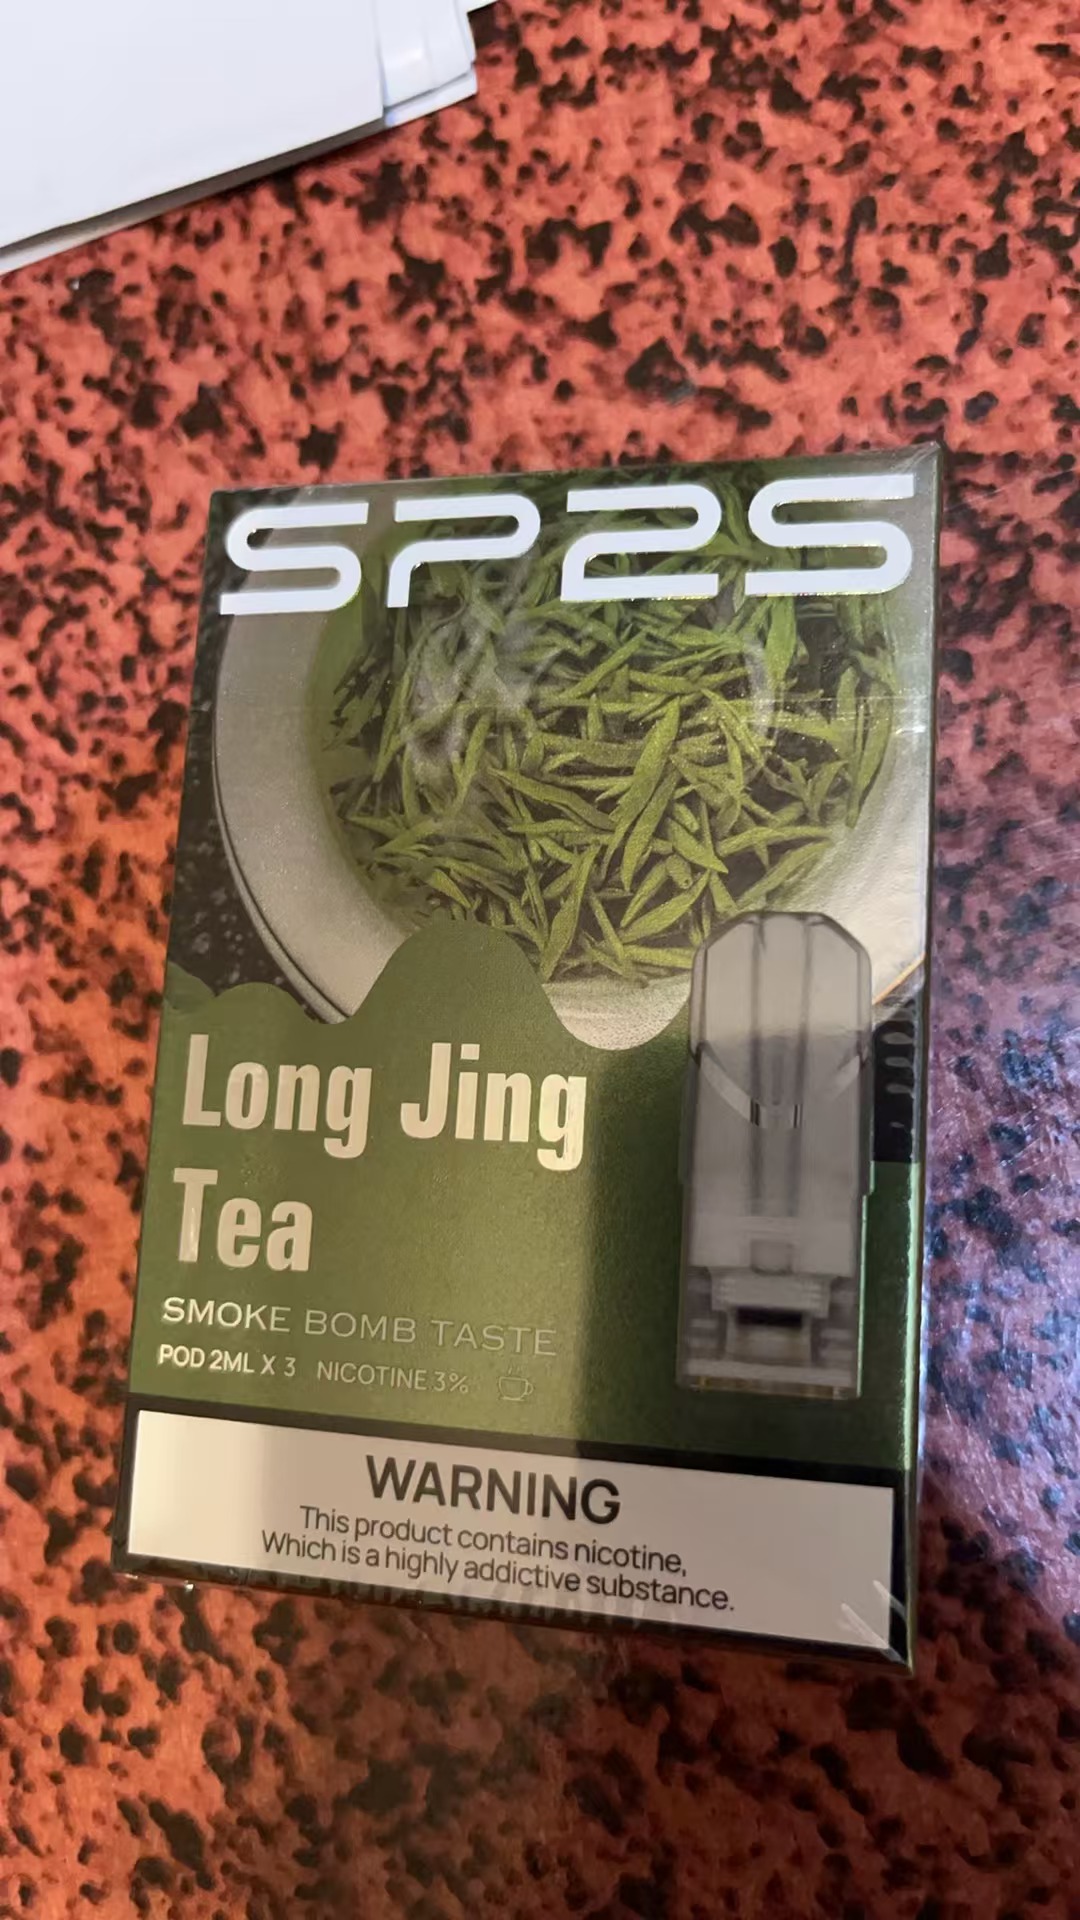 SP2S
Long Jing
Tea
SMOKE BOMB TASTE
POD 2ML X 3 NICOTINE 3%
WARNING
This product contains nicotine,
Which is a highly addictive substance.